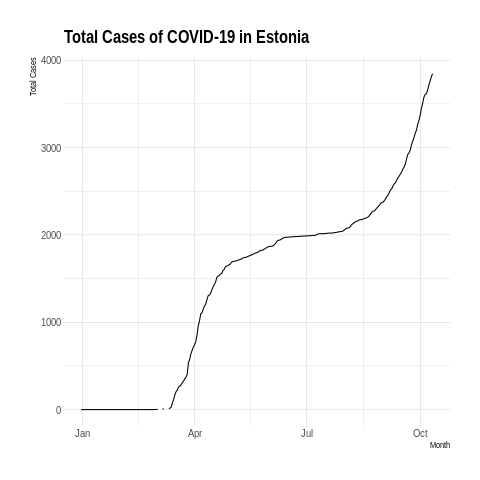 Total Cases of COVID-19 in Estonia
Total Cases
4000
3000
2000
1000
0
Jan Apr Jul Oct
Month